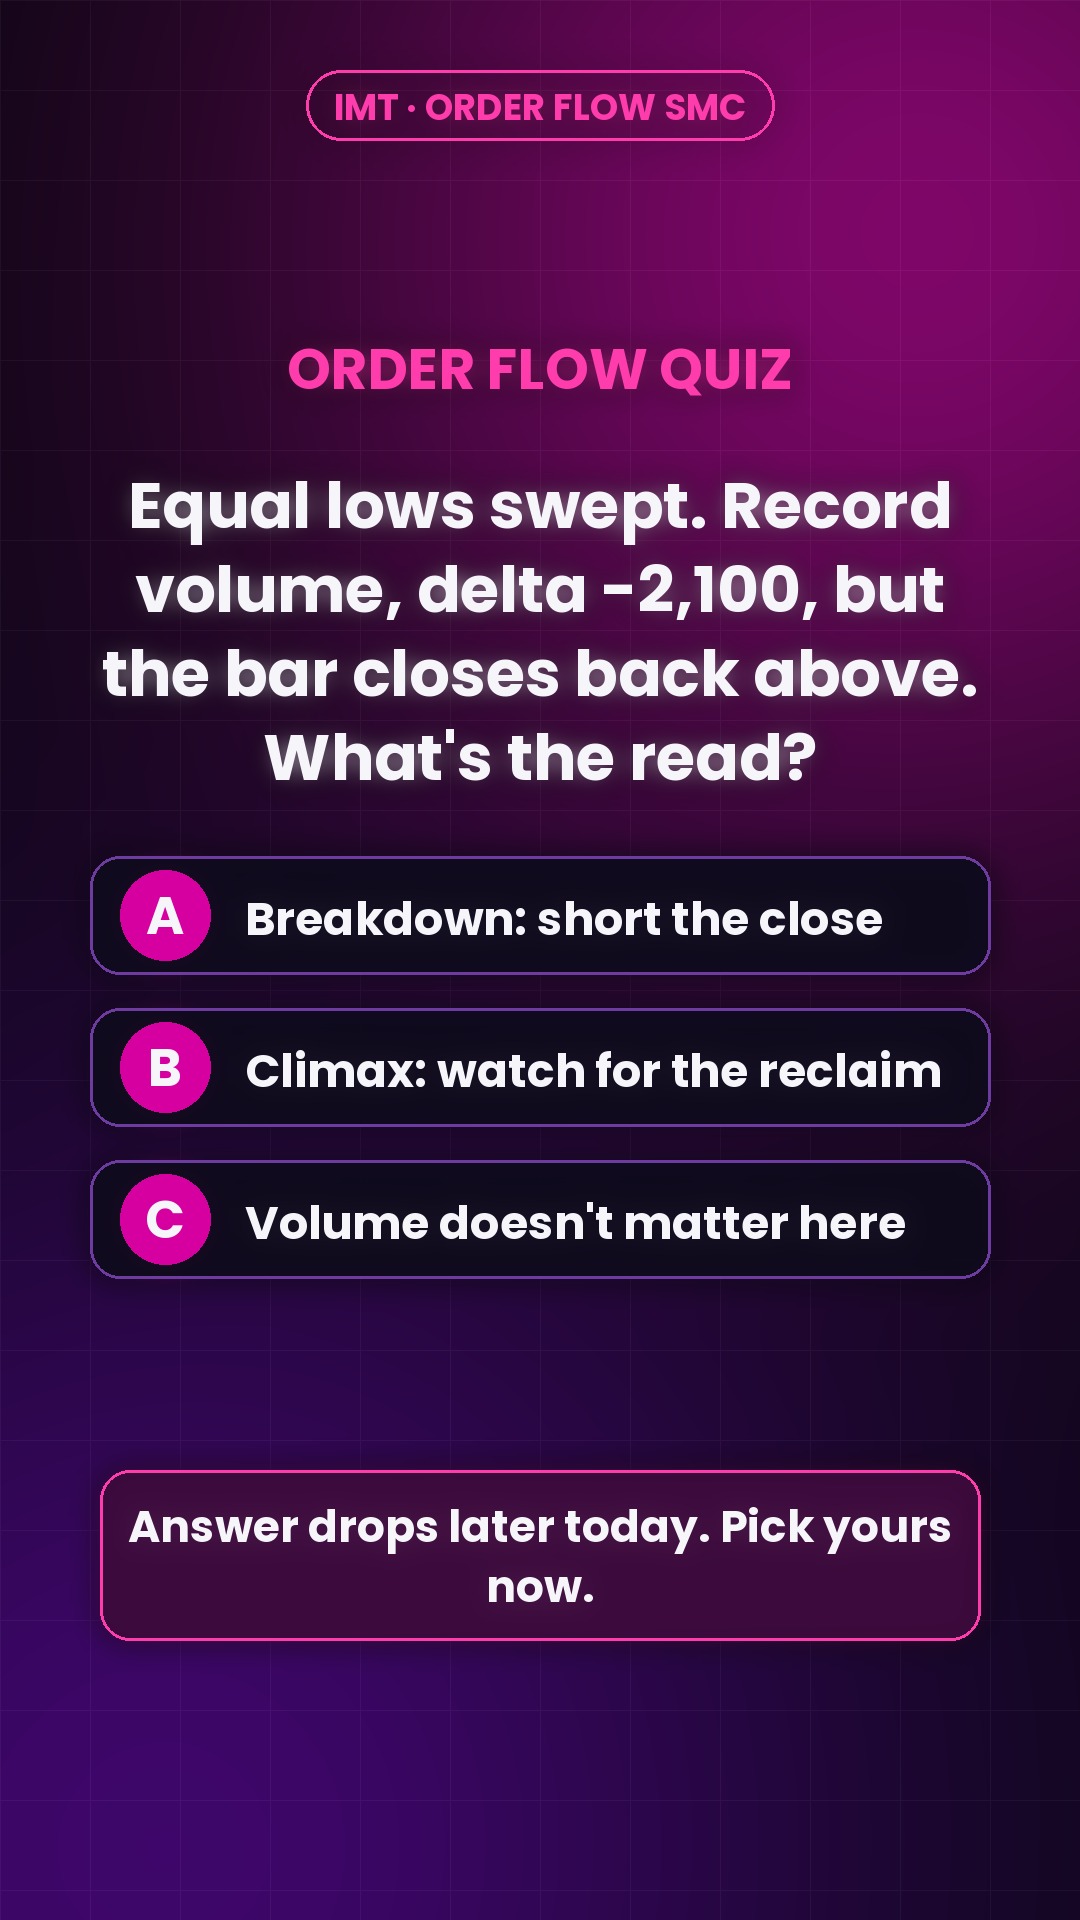 IMT · ORDER FLOW SMC
ORDER FLOW QUIZ
Equal lows swept. Record
volume, delta -2,100, but
the bar closes back above.
What's the read?
A Breakdown: short the close
B Climax: watch for the reclaim
C Volume doesn't matter here
Answer drops later today. Pick yours
now.